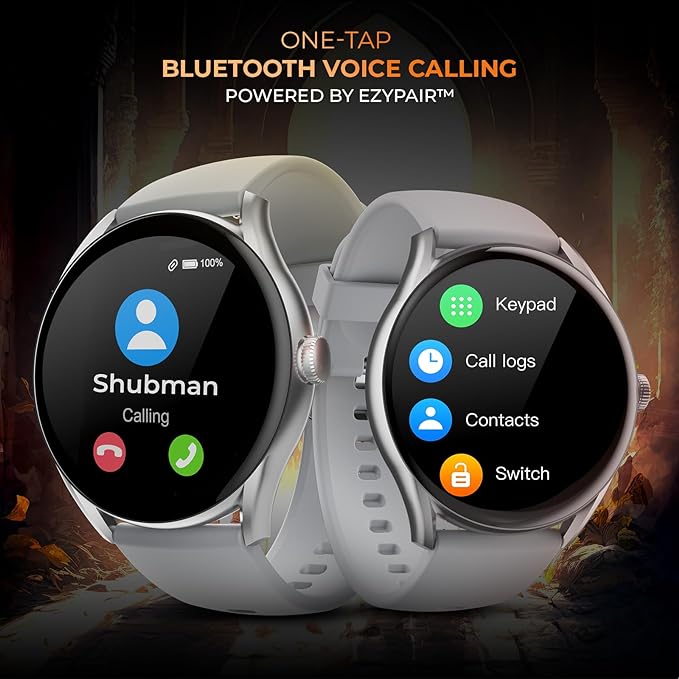 ONE-TAP
BLUETOOTH VOICE CALLING
POWERED BY EZYPAIR™
100%
Shubman
Calling
Keypad
Call logs
Contacts
Switch